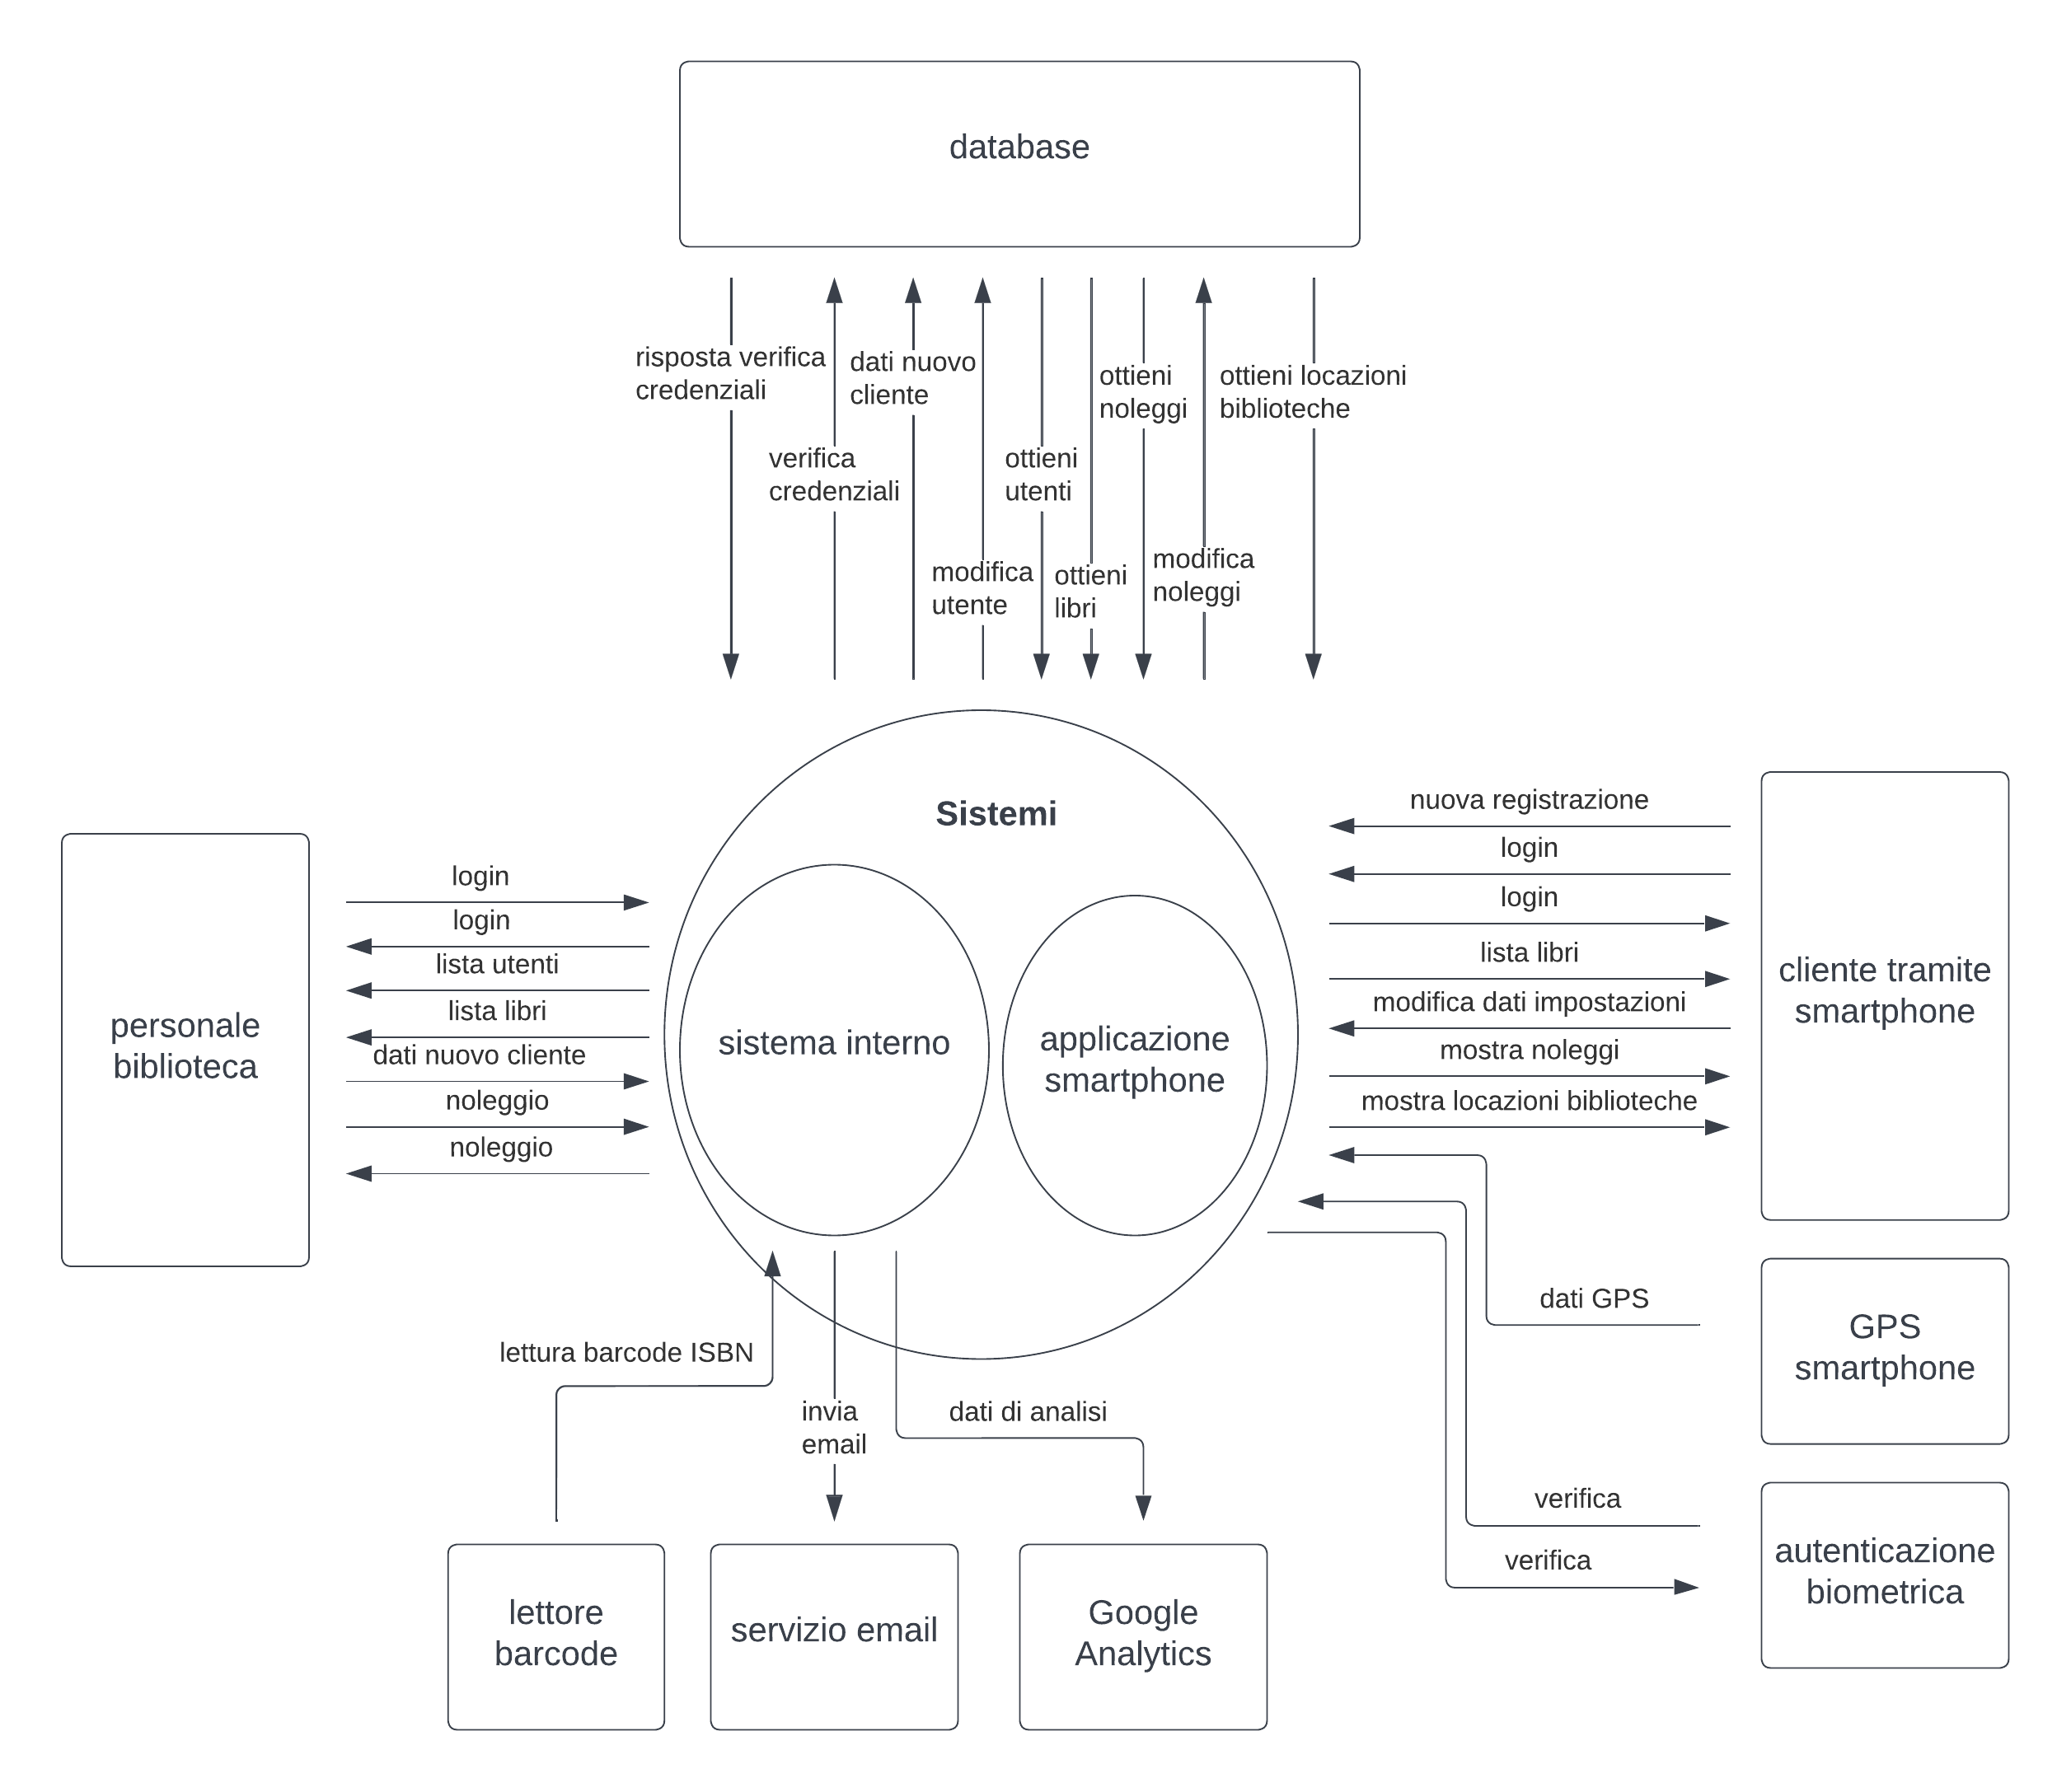 database
risposta verifica
credenziali
dati nuovo
cliente
ottieni
noleggi
ottieni locazioni
biblioteche
verifica
credenziali
ottieni
utenti
modifica
utente
ottieni
libri
modifica
noleggi
Sistemi
sistema interno
applicazione
smartphone
personale
biblioteca
login
login
lista utenti
lista libri
dati nuovo cliente
noleggio
noleggio
nuova registrazione
login
login
lista libri
modifica dati impostazioni
mostra noleggi
mostra locazioni biblioteche
cliente tramite
smartphone
dati GPS
GPS
smartphone
verifica
verifica
autenticazione
biometrica
lettura barcode ISBN
invia
email
dati di analisi
lettore
barcode
servizio email
Google
Analytics